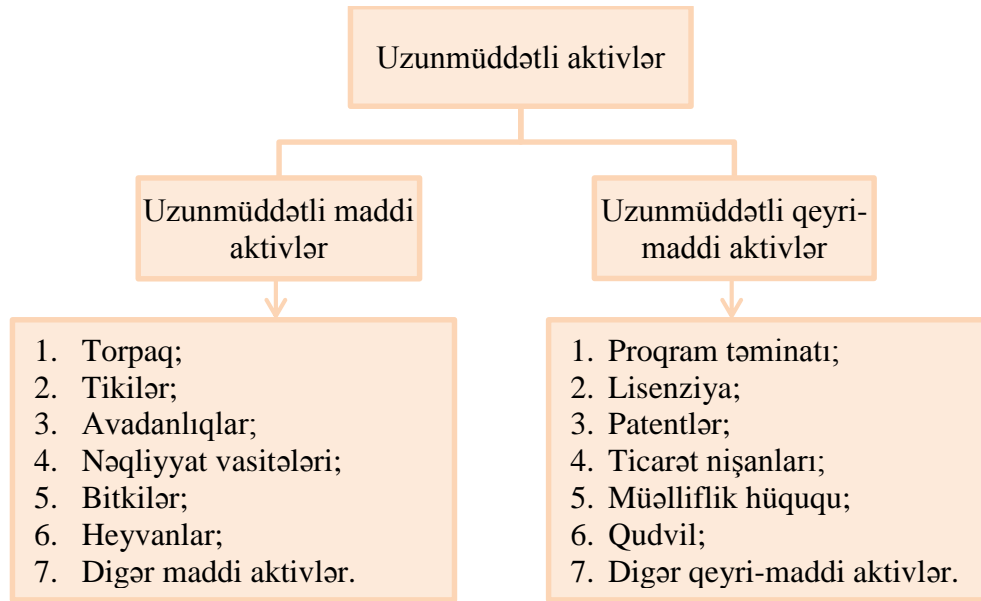 Uzunmüddətli aktivlər
Uzunmüddətli maddi
aktivlər
Uzunmüddətli qeyri-
maddi aktivlər
1. Torpaq;
2. Tikilər;
3. Avadanlıqlar;
4. Nəqliyyat vasitələri;
5. Bitkilər;
6. Heyvanlar;
7. Digər maddi aktivlər.
1. Proqram təminatı;
2. Lisenziya;
3. Patentlər;
4. Ticarət nişanları;
5. Müəlliflik hüququ;
6. Qudvil;
7. Digər qeyri-maddi aktivlər.